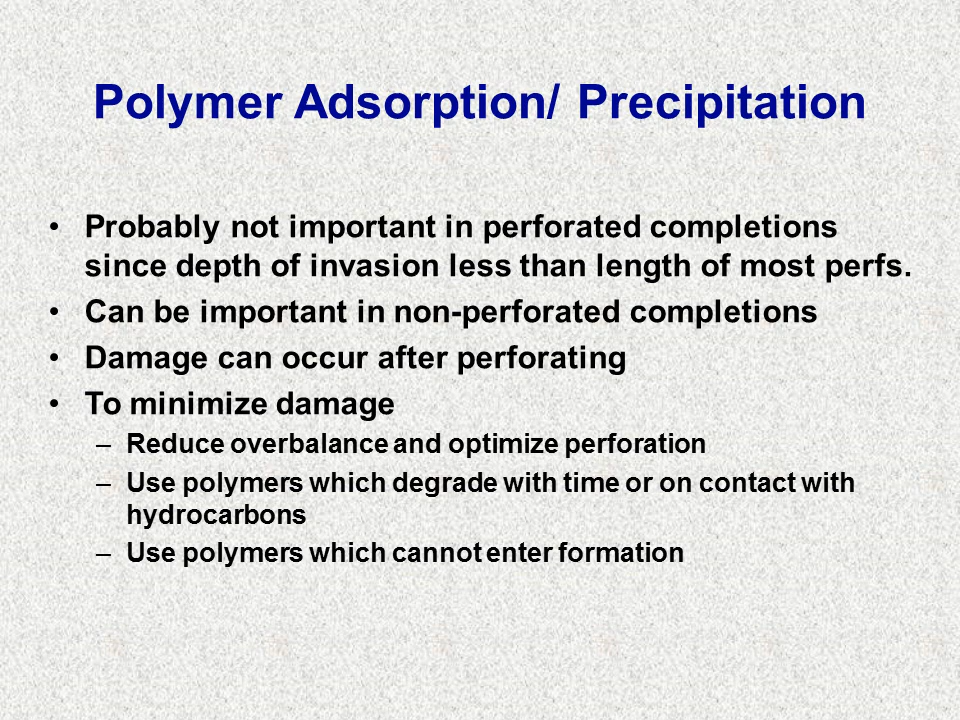 Polymer Adsorption/ Precipitation
• Probably not important in perforated completions
since depth of invasion less than length of most perfs.
• Can be important in non-perforated completions
• Damage can occur after perforating
• To minimize damage
– Reduce overbalance and optimize perforation
– Use polymers which degrade with time or on contact with
hydrocarbons
– Use polymers which cannot enter formation